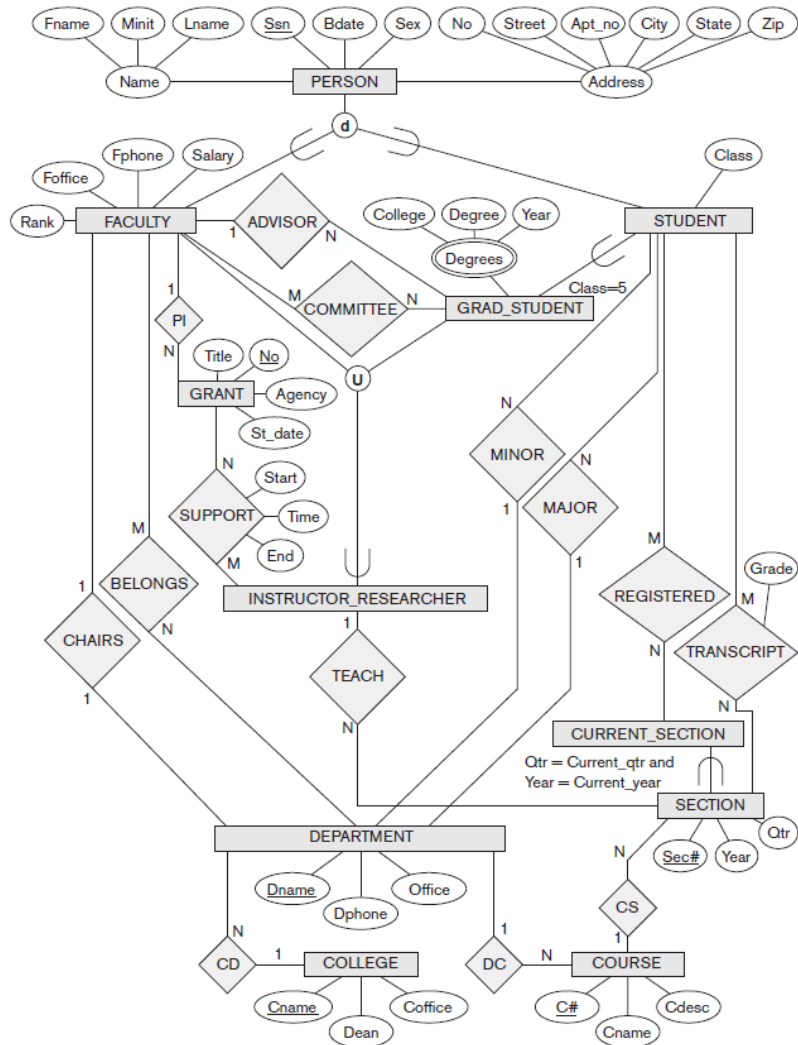 Fname Minit Lname Ssn Bdate Sex No Street Apt_no City State Zip
Name PERSON Address
d
Fphone Salary Class
Foffice
Rank FACULTY ADVISOR College Degree Year STUDENT
1 N
Degrees
Class=5
M COMMITTEE N GRAD_STUDENT
1
PI
N
Title No U
GRANT Agency
St_date
N
MINOR
N
N Start
SUPPORT Time 1 MAJOR
End
M M
1
M
Grade
BELONGS INSTRUCTOR_RESEARCHER REGISTERED M
1 1
N
CHAIRS N TRANSCRIPT
TEACH
1 N N
CURRENT_SECTION
Qtr = Current_qtr and
Year = Current_year
SECTION
Qtr
DEPARTMENT
N Sec# Year
Dname Office
Dphone
CS
1
N 1
CD 1 COLLEGE DC N COURSE
Cname Coffice C# Cdesc
Dean Cname